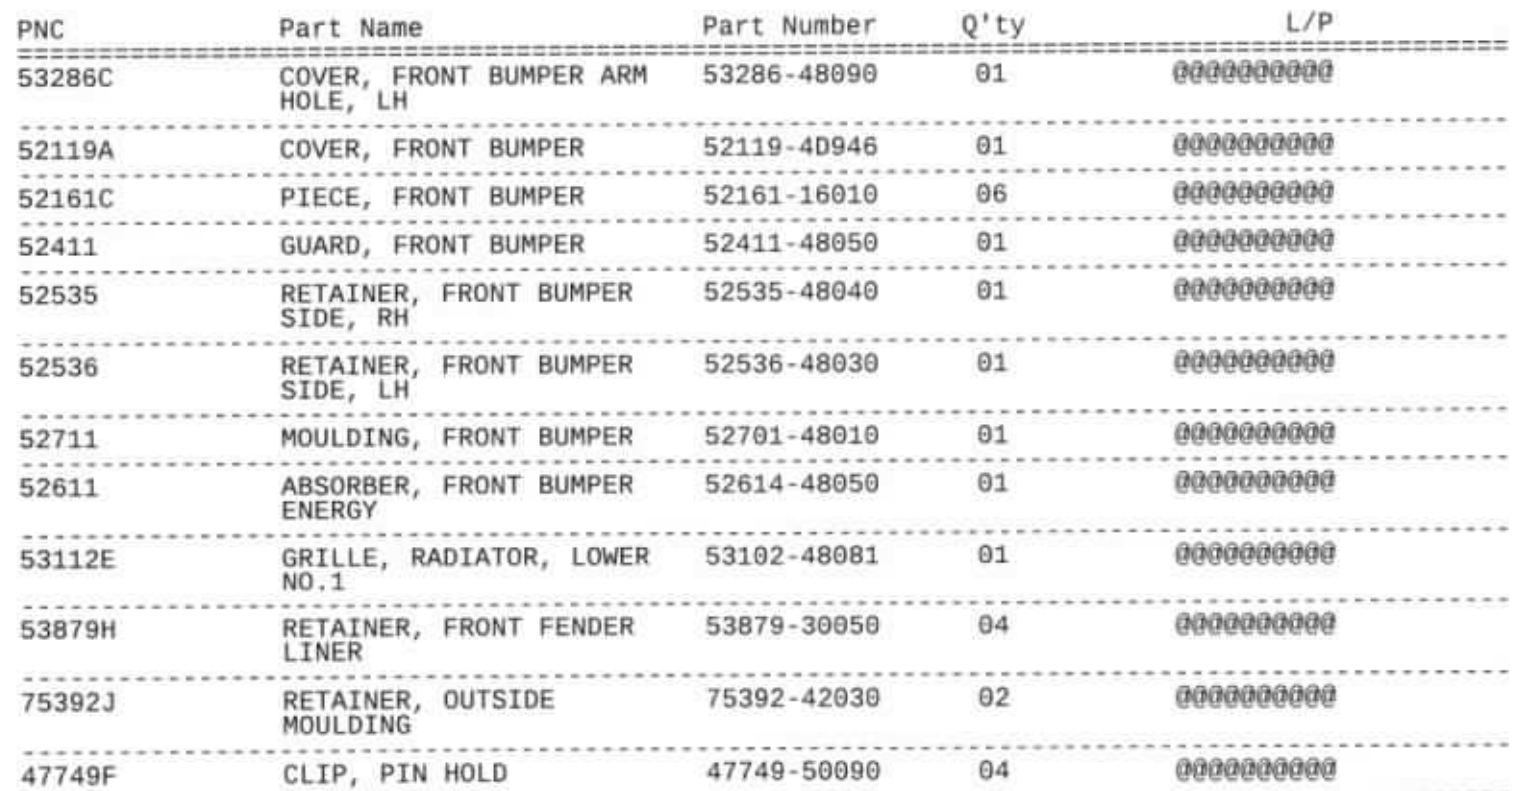 PNC Part Name Part Number Q'ty L/P
==========================================================================================
53286C COVER, FRONT BUMPER ARM 53286-48090 01 @@@@@@@@@@
HOLE, LH
52119A COVER, FRONT BUMPER 52119-4D946 01 @@@@@@@@@@
52161C PIECE, FRONT BUMPER 52161-16010 06 @@@@@@@@@@
52411 GUARD, FRONT BUMPER 52411-48050 01 @@@@@@@@@@
52535 RETAINER, FRONT BUMPER 52535-48040 01 @@@@@@@@@@
SIDE, RH
52536 RETAINER, FRONT BUMPER 52536-48030 01 @@@@@@@@@@
SIDE, LH
52711 MOULDING, FRONT BUMPER 52701-48010 01 @@@@@@@@@@
52611 ABSORBER, FRONT BUMPER 52614-48050 01 @@@@@@@@@@
ENERGY
53112E GRILLE, RADIATOR, LOWER 53102-48081 01 @@@@@@@@@@
NO.1
53879H RETAINER, FRONT FENDER 53879-30050 04 @@@@@@@@@@
LINER
75392J RETAINER, OUTSIDE 75392-42030 02 @@@@@@@@@@
MOULDING
47749F CLIP, PIN HOLD 47749-50090 04 @@@@@@@@@@